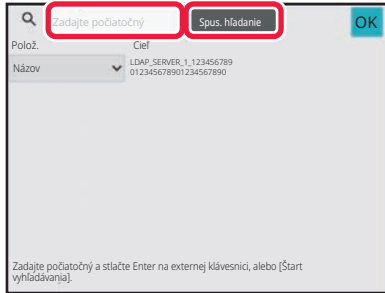 Zadajte počiatočný Spus. hľadanie OK
Polož. Cieľ
Názov LDAP_SERVER_1_123456789
012345678901234567890
Zadajte počiatočný a stlačte Enter na externej klávesnici, alebo [Štart
vyhľadávania].